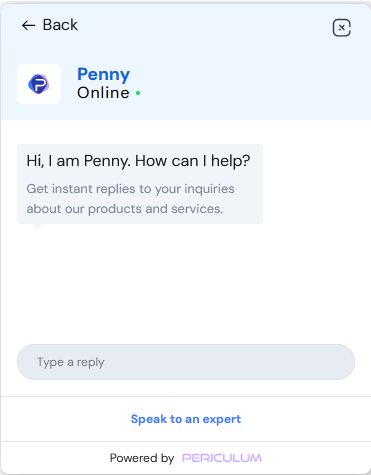 ← Back
Penny
Online
Hi, I am Penny. How can I help?
Get instant replies to your inquiries
about our products and services.
Type a reply
Speak to an expert
Powered by PERICULUM